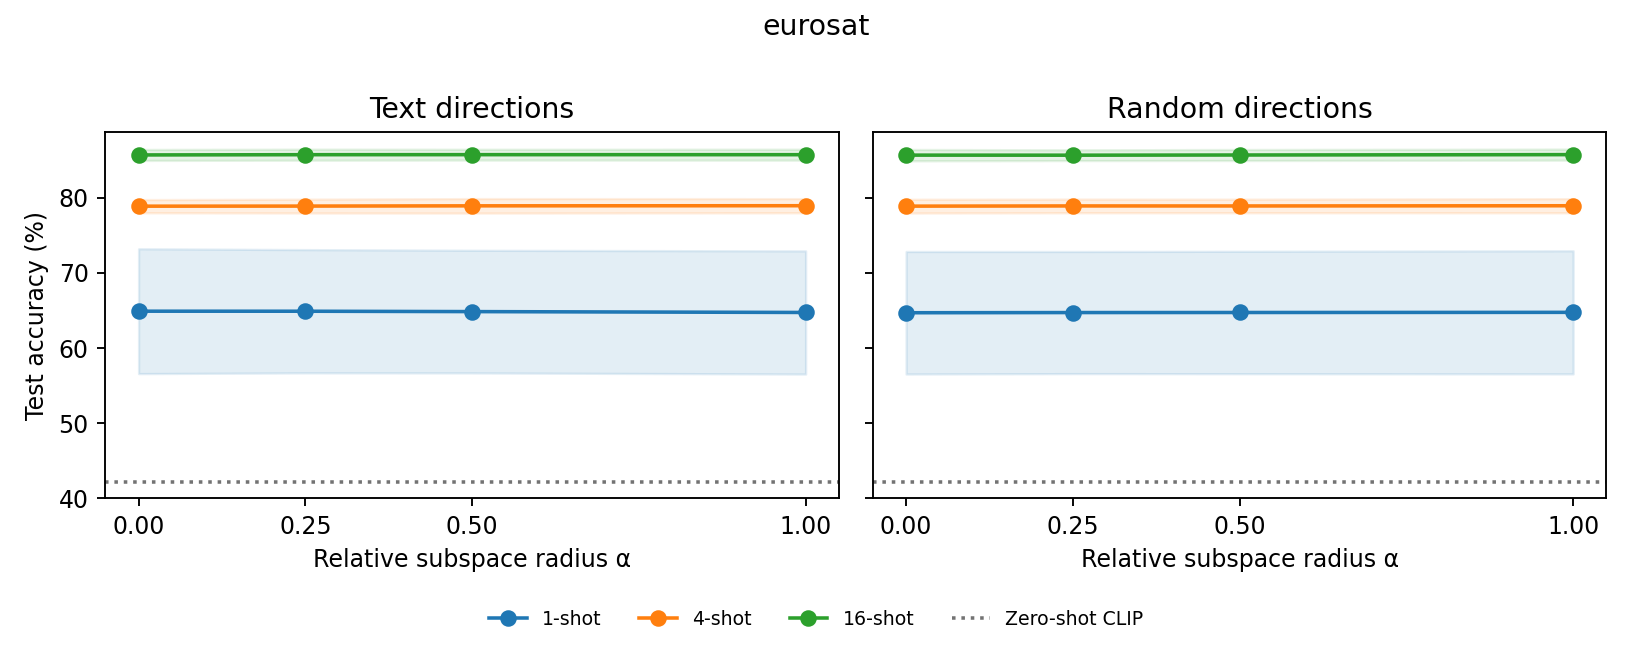 eurosat
Text directions
Random directions
Test accuracy (%)
80
70
60
50
40
0.00 0.25 0.50 1.00
0.00 0.25 0.50 1.00
Relative subspace radius α
Relative subspace radius α
1-shot 4-shot 16-shot Zero-shot CLIP